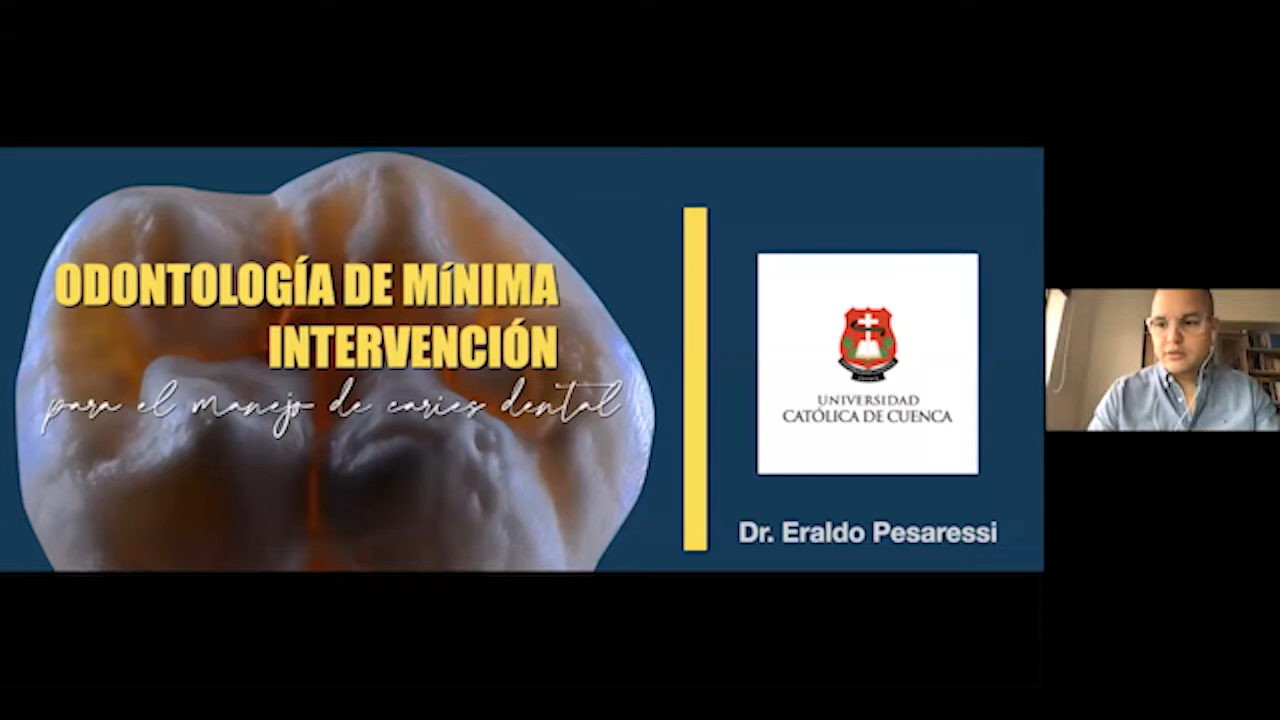 ODONTOLOGÍA DE MíNIMA
INTERVENCIÓN
para el manejo de caries dental
UNIVERSIDAD
CATÓLICA DE CUENCA
Dr. Eraldo Pesaressi